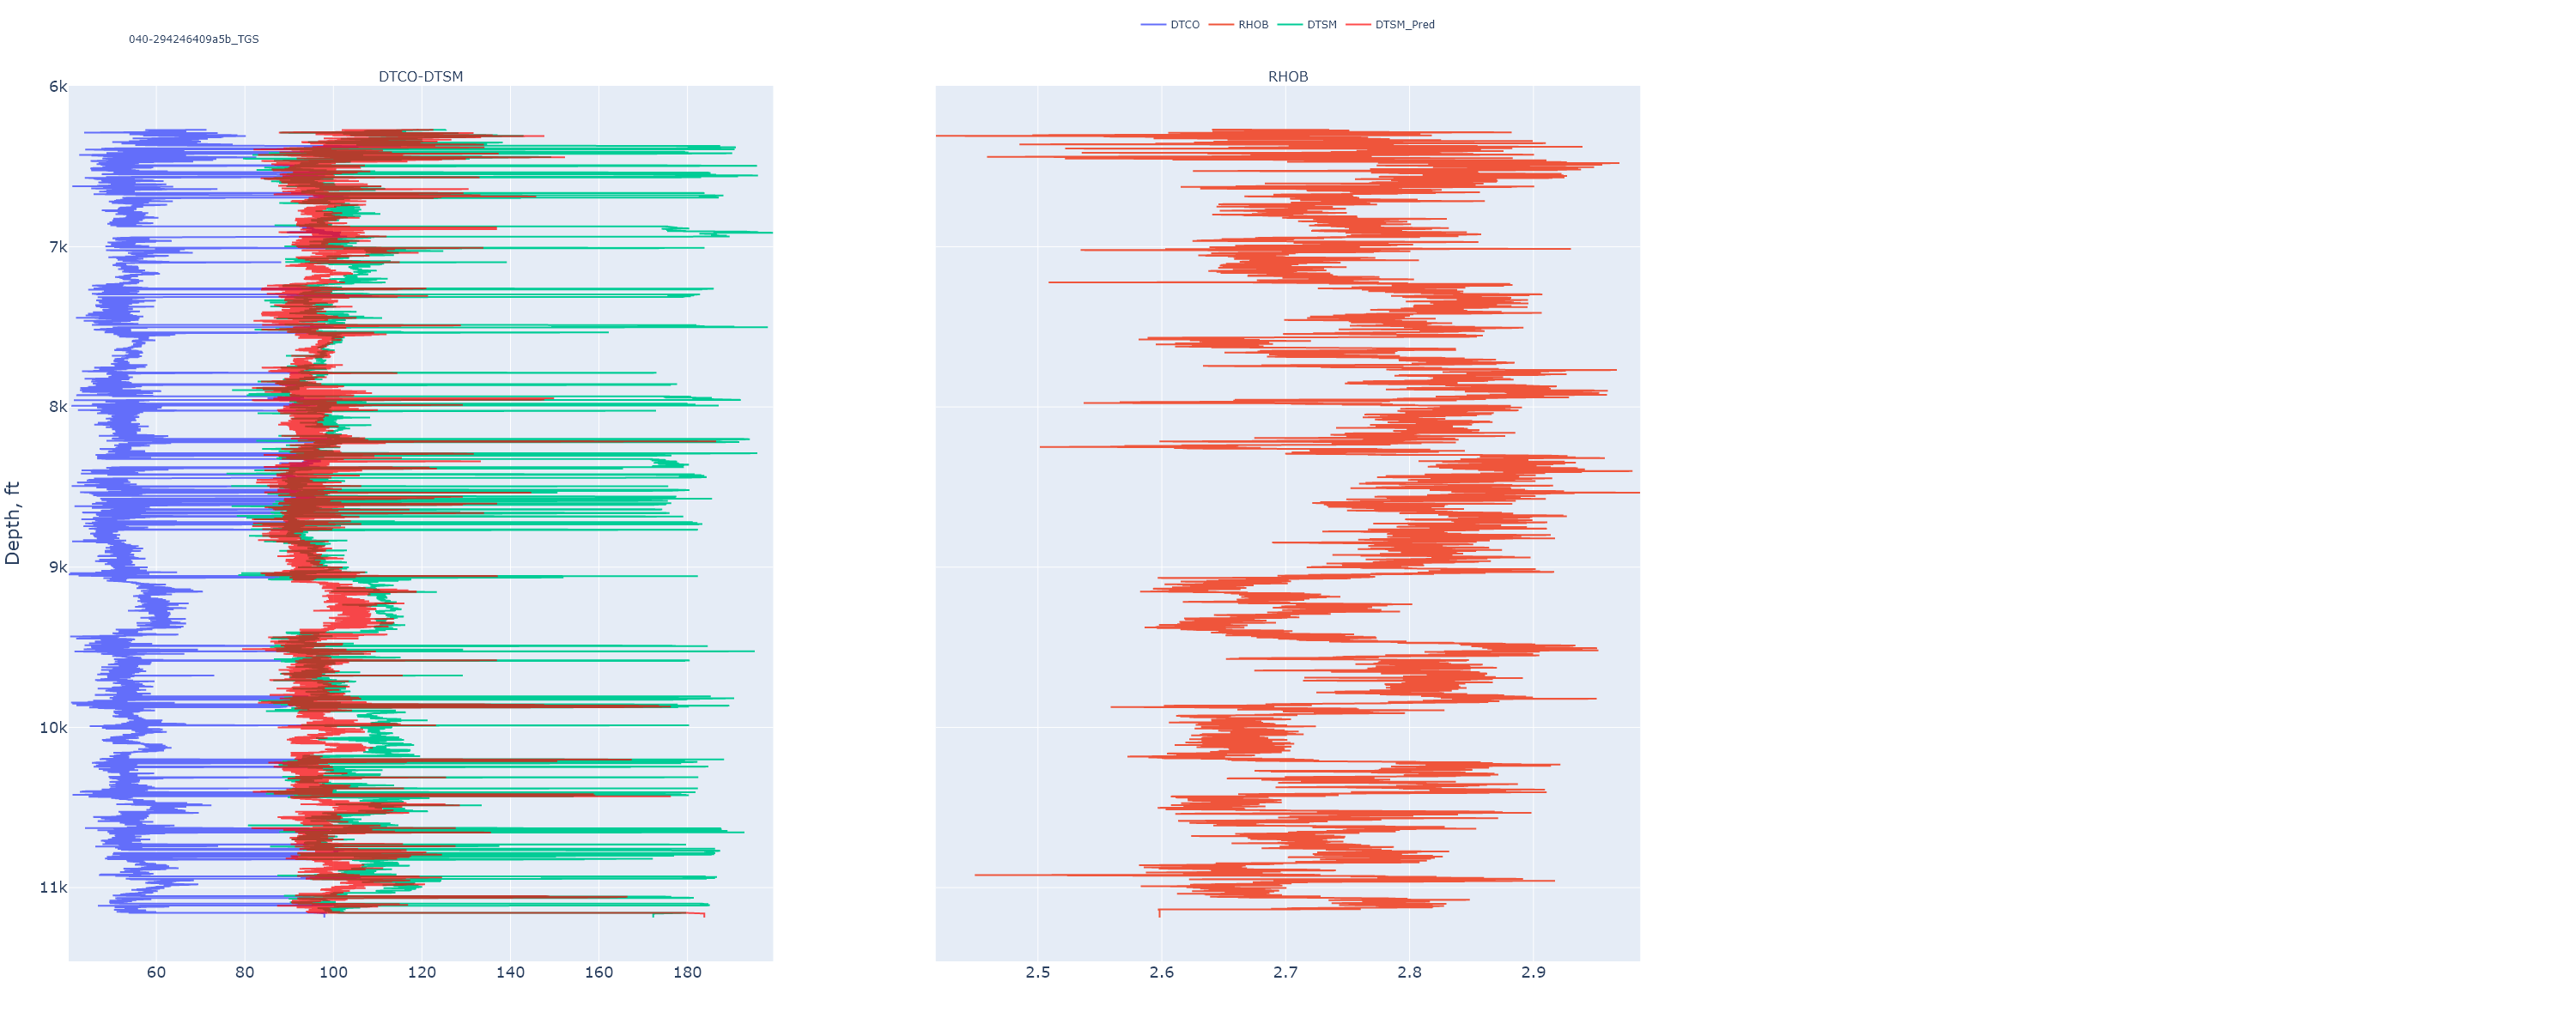 DTCO RHOB DTSM DTSM_Pred
040-294246409a5b_TGS
DTCO-DTSM
RHOB
6k
7k
8k
9k
10k
11k
Depth, ft
60 80 100 120 140 160 180
2.5 2.6 2.7 2.8 2.9